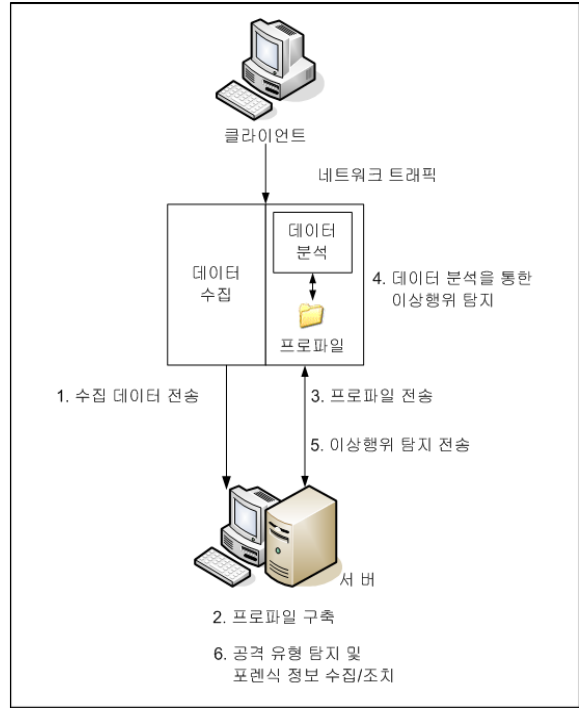 클라이언트
네트워크 트래픽
데이터
수집
데이터
분석
프로파일
4. 데이터 분석을 통한
이상행위 탐지
1. 수집 데이터 전송
3. 프로파일 전송
5. 이상행위 탐지 전송
서 버
2. 프로파일 구축
6. 공격 유형 탐지 및
포렌식 정보 수집/조치